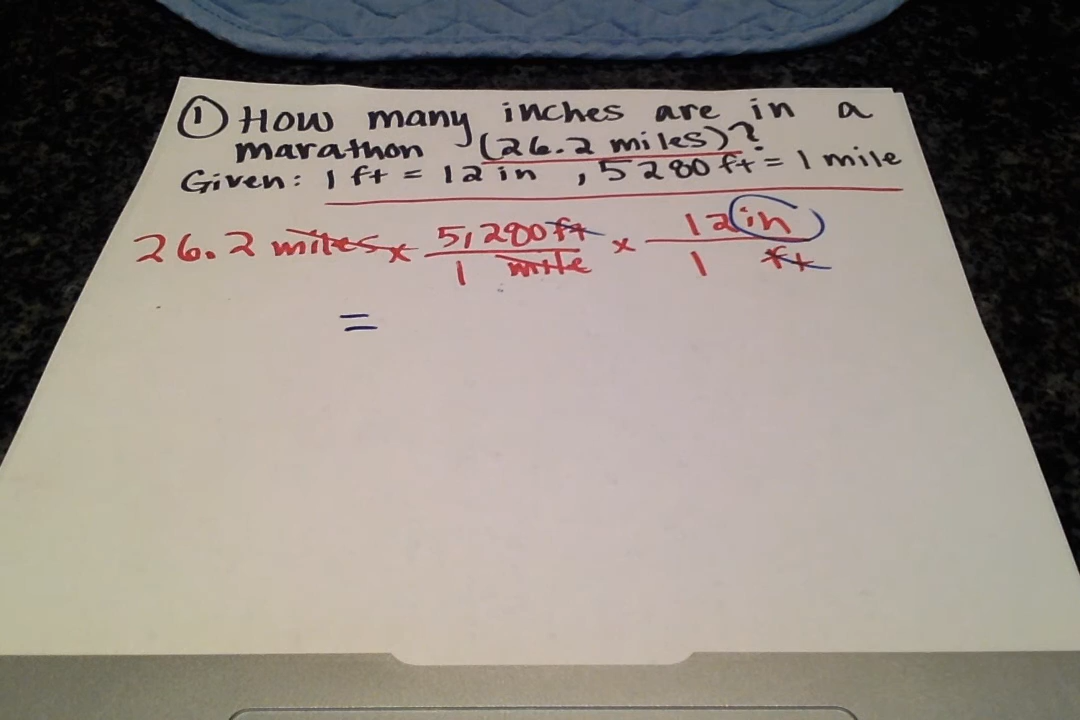 ① How many inches are in a
marathon (26.2 miles)?
Given: 1 ft = 12 in , 5280 ft = 1 mile
26.2 miles x 5,280 ft / 1 mile x 12 in / 1 ft
=